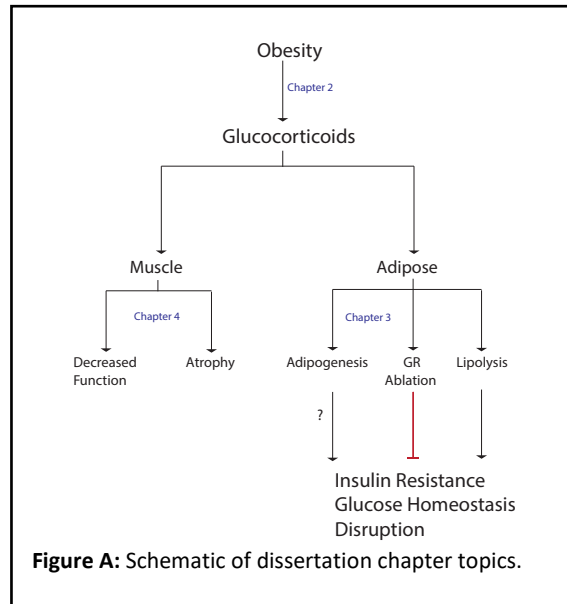 Obesity
Chapter 2
Glucocorticoids
Muscle
Adipose
Chapter 4
Chapter 3
Decreased
Function
Atrophy
Adipogenesis
GR
Ablation
Lipolysis
?
Insulin Resistance
Glucose Homeostasis
Disruption
Figure A: Schematic of dissertation chapter topics.